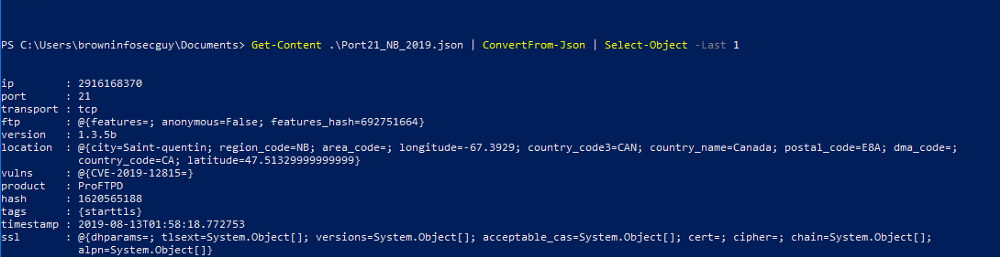 PS C:\Users\browninfosecguy\Documents> Get-Content .\Port21_NB_2019.json | ConvertFrom-Json | Select-Object -Last 1
ip        : 2916168370
port      : 21
transport : tcp
ftp       : @{features=; anonymous=False; features_hash=692751664}
version   : 1.3.5b
location  : @{city=Saint-quentin; region_code=NB; area_code=; longitude=-67.3929; country_code3=CAN; country_name=Canada; postal_code=E8A; dma_code=;
            country_code=CA; latitude=47.51329999999999}
vulns     : @{CVE-2019-12815=}
product   : ProFTPD
hash      : 1620565188
tags      : {starttls}
timestamp : 2019-08-13T01:58:18.772753
ssl       : @{dhparams=; tlsext=System.Object[]; versions=System.Object[]; acceptable_cas=System.Object[]; cert=; cipher=; chain=System.Object[];
            alpn=System.Object[]}